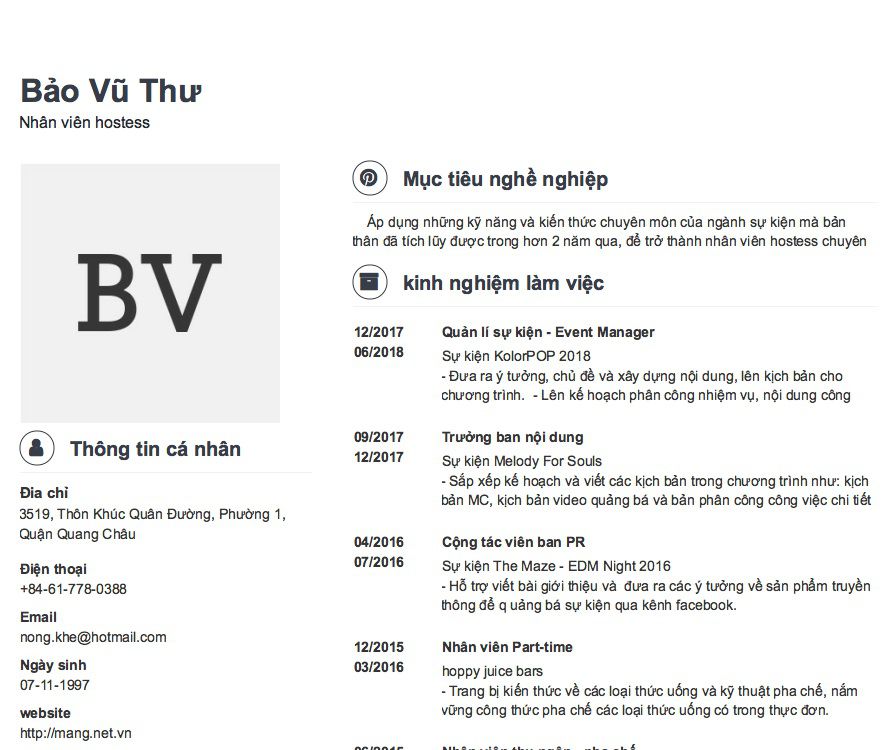 Bảo Vũ Thư
Nhân viên hostess
BV
Thông tin cá nhân
Đia chỉ
3519, Thôn Khúc Quân Đường, Phường 1,
Quận Quang Châu
Điện thoại
+84-61-778-0388
Email
nong.khe@hotmail.com
Ngày sinh
07-11-1997
website
http://mang.net.vn
Mục tiêu nghề nghiệp
Áp dụng những kỹ năng và kiến thức chuyên môn của ngành sự kiện mà bản
thân đã tích lũy được trong hơn 2 năm qua, để trở thành nhân viên hostess chuyên
kinh nghiệm làm việc
12/2017 Quản lí sự kiện - Event Manager
06/2018 Sự kiện KolorPOP 2018
- Đưa ra ý tưởng, chủ đề và xây dựng nội dung, lên kịch bản cho
chương trình. - Lên kế hoạch phân công nhiệm vụ, nội dung công
09/2017 Trưởng ban nội dung
12/2017 Sự kiện Melody For Souls
- Sắp xếp kế hoạch và viết các kịch bản trong chương trình như: kịch
bản MC, kịch bản video quảng bá và bản phân công công việc chi tiết
04/2016 Cộng tác viên ban PR
07/2016 Sự kiện The Maze - EDM Night 2016
- Hỗ trợ viết bài giới thiệu và đưa ra các ý tưởng về sản phẩm truyền
thông để q uảng bá sự kiện qua kênh facebook.
12/2015 Nhân viên Part-time
03/2016 hoppy juice bars
- Trang bị kiến thức về các loại thức uống và kỹ thuật pha chế, nắm
vững công thức pha chế các loại thức uống có trong thực đơn.
06/2015 Nhân viên thu ngân - pha chế